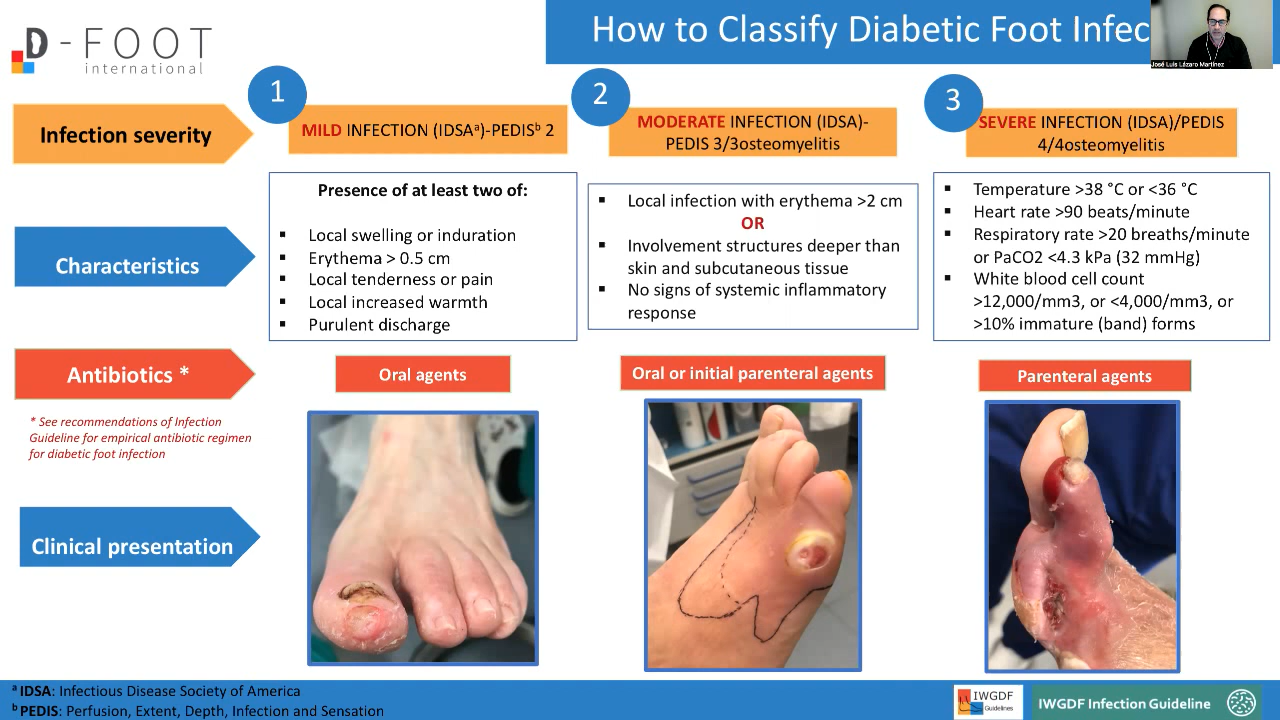 D-FOOT
international
How to Classify Diabetic Foot Infec
José Luis Lázaro Martínez
Infection severity
1
MILD INFECTION (IDSAᵃ)-PEDISᵇ 2
2
MODERATE INFECTION (IDSA)-
PEDIS 3/3osteomyelitis
3
SEVERE INFECTION (IDSA)/PEDIS
4/4osteomyelitis
Characteristics
Presence of at least two of:
▪ Local swelling or induration
▪ Erythema > 0.5 cm
▪ Local tenderness or pain
▪ Local increased warmth
▪ Purulent discharge
▪ Local infection with erythema >2 cm
OR
▪ Involvement structures deeper than
skin and subcutaneous tissue
▪ No signs of systemic inflammatory
response
▪ Temperature >38 °C or <36 °C
▪ Heart rate >90 beats/minute
▪ Respiratory rate >20 breaths/minute
or PaCO2 <4.3 kPa (32 mmHg)
▪ White blood cell count
>12,000/mm3, or <4,000/mm3, or
>10% immature (band) forms
Antibiotics *
Oral agents
Oral or initial parenteral agents
Parenteral agents
* See recommendations of Infection
Guideline for empirical antibiotic regimen
for diabetic foot infection
Clinical presentation
ᵃ IDSA: Infectious Disease Society of America
ᵇ PEDIS: Perfusion, Extent, Depth, Infection and Sensation
IWGDF
Guidelines
IWGDF Infection Guideline